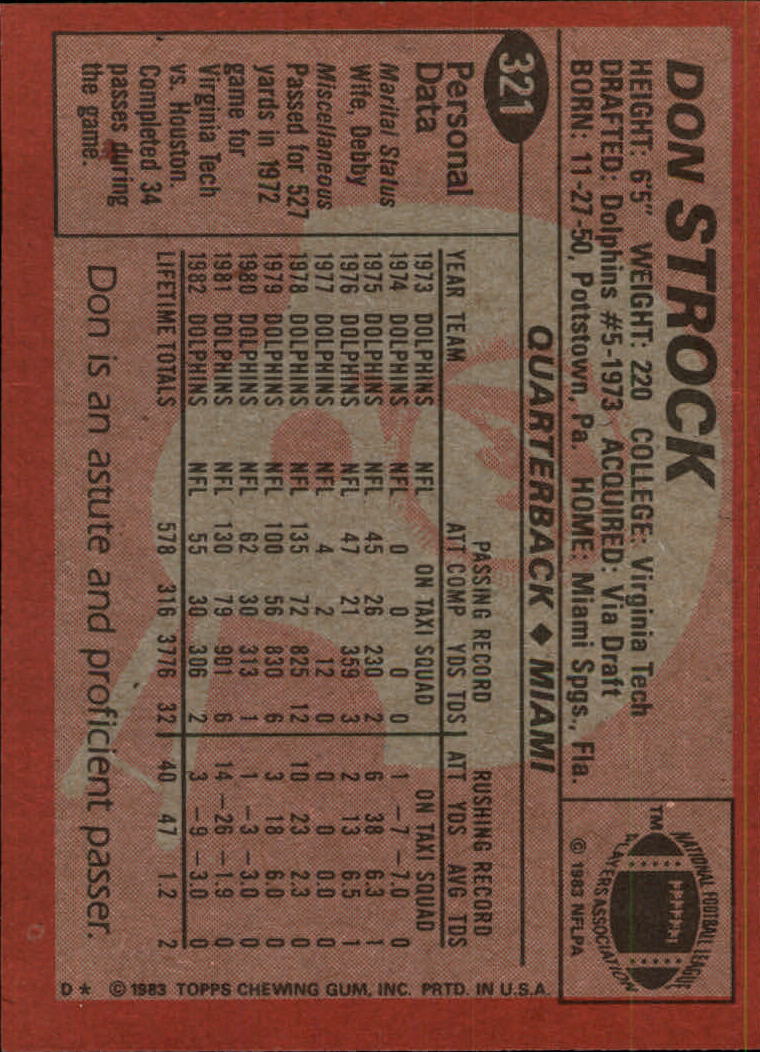 DON STROCK
HEIGHT: 6'5" WEIGHT: 220 COLLEGE: Virginia Tech
DRAFTED: Dolphins #5-1973 ACQUIRED: Via Draft
BORN: 11-27-50, Pottstown, Pa. HOME: Miami Spgs., Fla.
NATIONAL FOOTBALL LEAGUE
PLAYERS ASSOCIATION
TM
© 1983 NFLPA
321
QUARTERBACK ◆ MIAMI
Personal
Data
Marital Status
Wife, Debby
Miscellaneous
Passed for 527
yards in 1972
game for
Virginia Tech
vs. Houston.
Completed 34
passes during
the game.
PASSING RECORD RUSHING RECORD
YEAR TEAM ATT COMP YDS TDS ATT YDS AVG TDS
1973 DOLPHINS NFL ON TAXI SQUAD ON TAXI SQUAD
1974 DOLPHINS NFL 0 0 0 0 1 -7 -7.0 0
1975 DOLPHINS NFL 45 26 230 2 6 38 6.3 1
1976 DOLPHINS NFL 47 21 359 3 2 13 6.5 1
1977 DOLPHINS NFL 4 2 12 0 0 0 0.0 0
1978 DOLPHINS NFL 135 72 825 12 10 23 2.3 0
1979 DOLPHINS NFL 100 56 830 6 3 18 6.0 0
1980 DOLPHINS NFL 62 30 313 1 1 -3 -3.0 0
1981 DOLPHINS NFL 130 79 901 6 14 -26 -1.9 0
1982 DOLPHINS NFL 55 30 306 2 3 -9 -3.0 0
LIFETIME TOTALS 578 316 3776 32 40 47 1.2 2
Don is an astute and proficient passer.
D * © 1983 TOPPS CHEWING GUM, INC. PRTD. IN U.S.A.